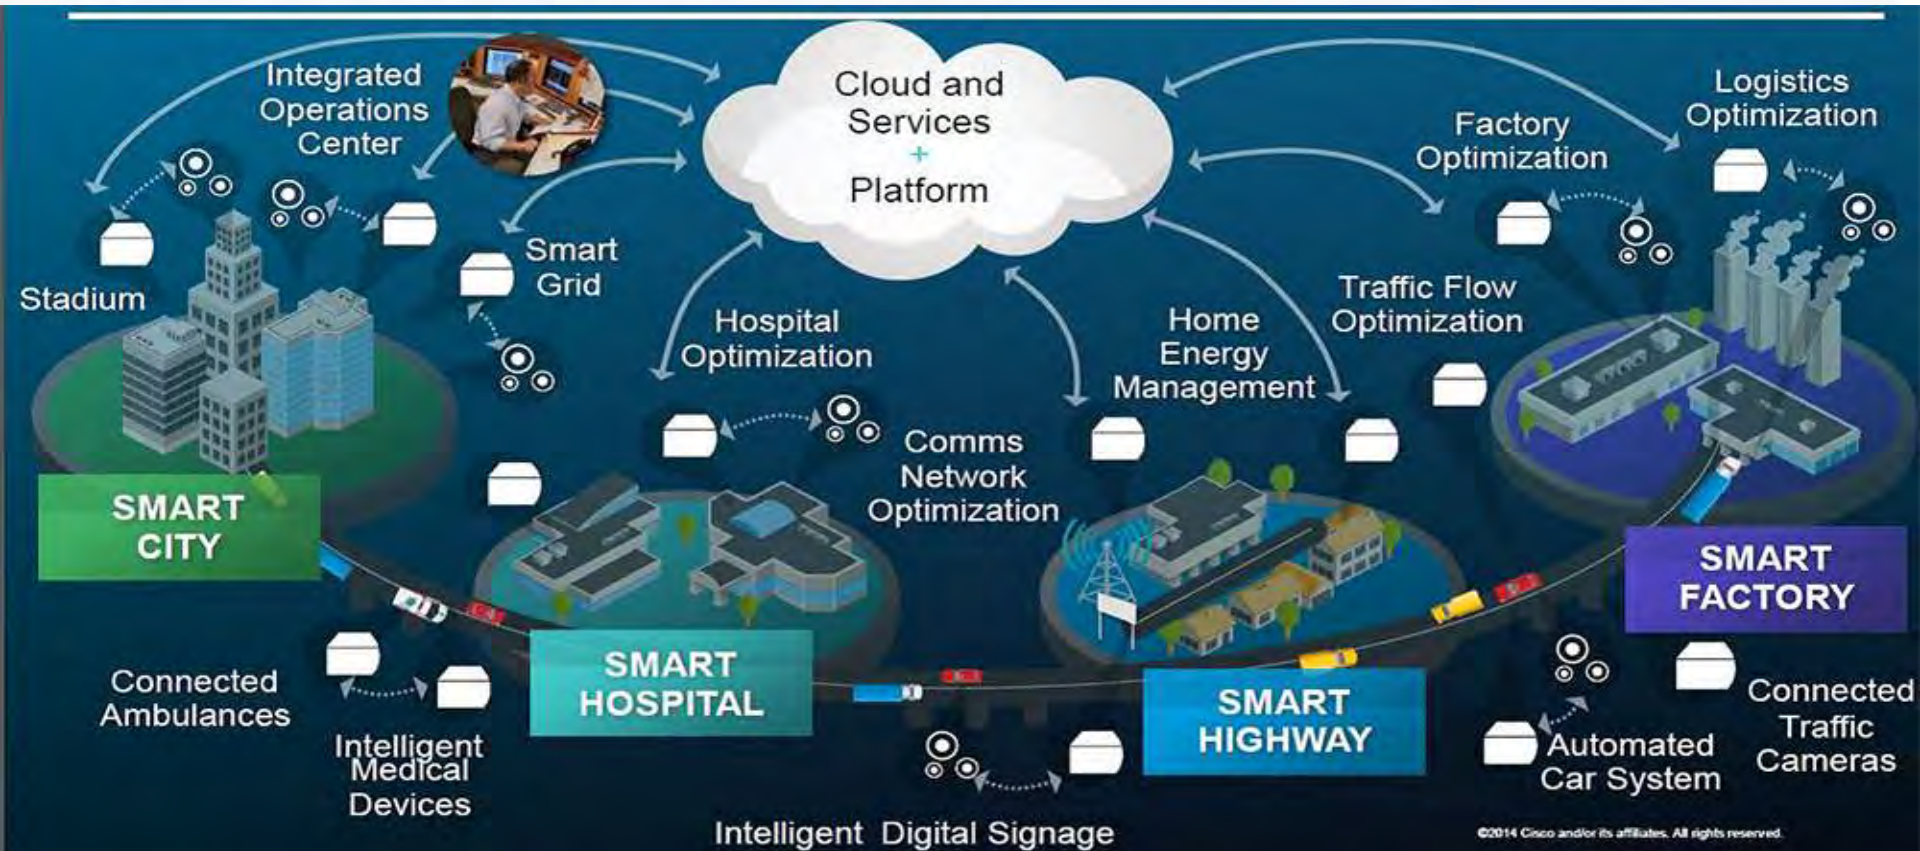 Cloud and
Services
+
Platform
Integrated
Operations
Center
Logistics
Optimization
Factory
Optimization
Stadium
Smart
Grid
Hospital
Optimization
Home
Energy
Management
Traffic Flow
Optimization
Comms
Network
Optimization
SMART
CITY
SMART
HOSPITAL
SMART
HIGHWAY
SMART
FACTORY
Connected
Ambulances
Intelligent
Medical
Devices
Intelligent Digital Signage
Automated
Car System
Connected
Traffic
Cameras
©2014 Cisco and/or its affiliates. All rights reserved.